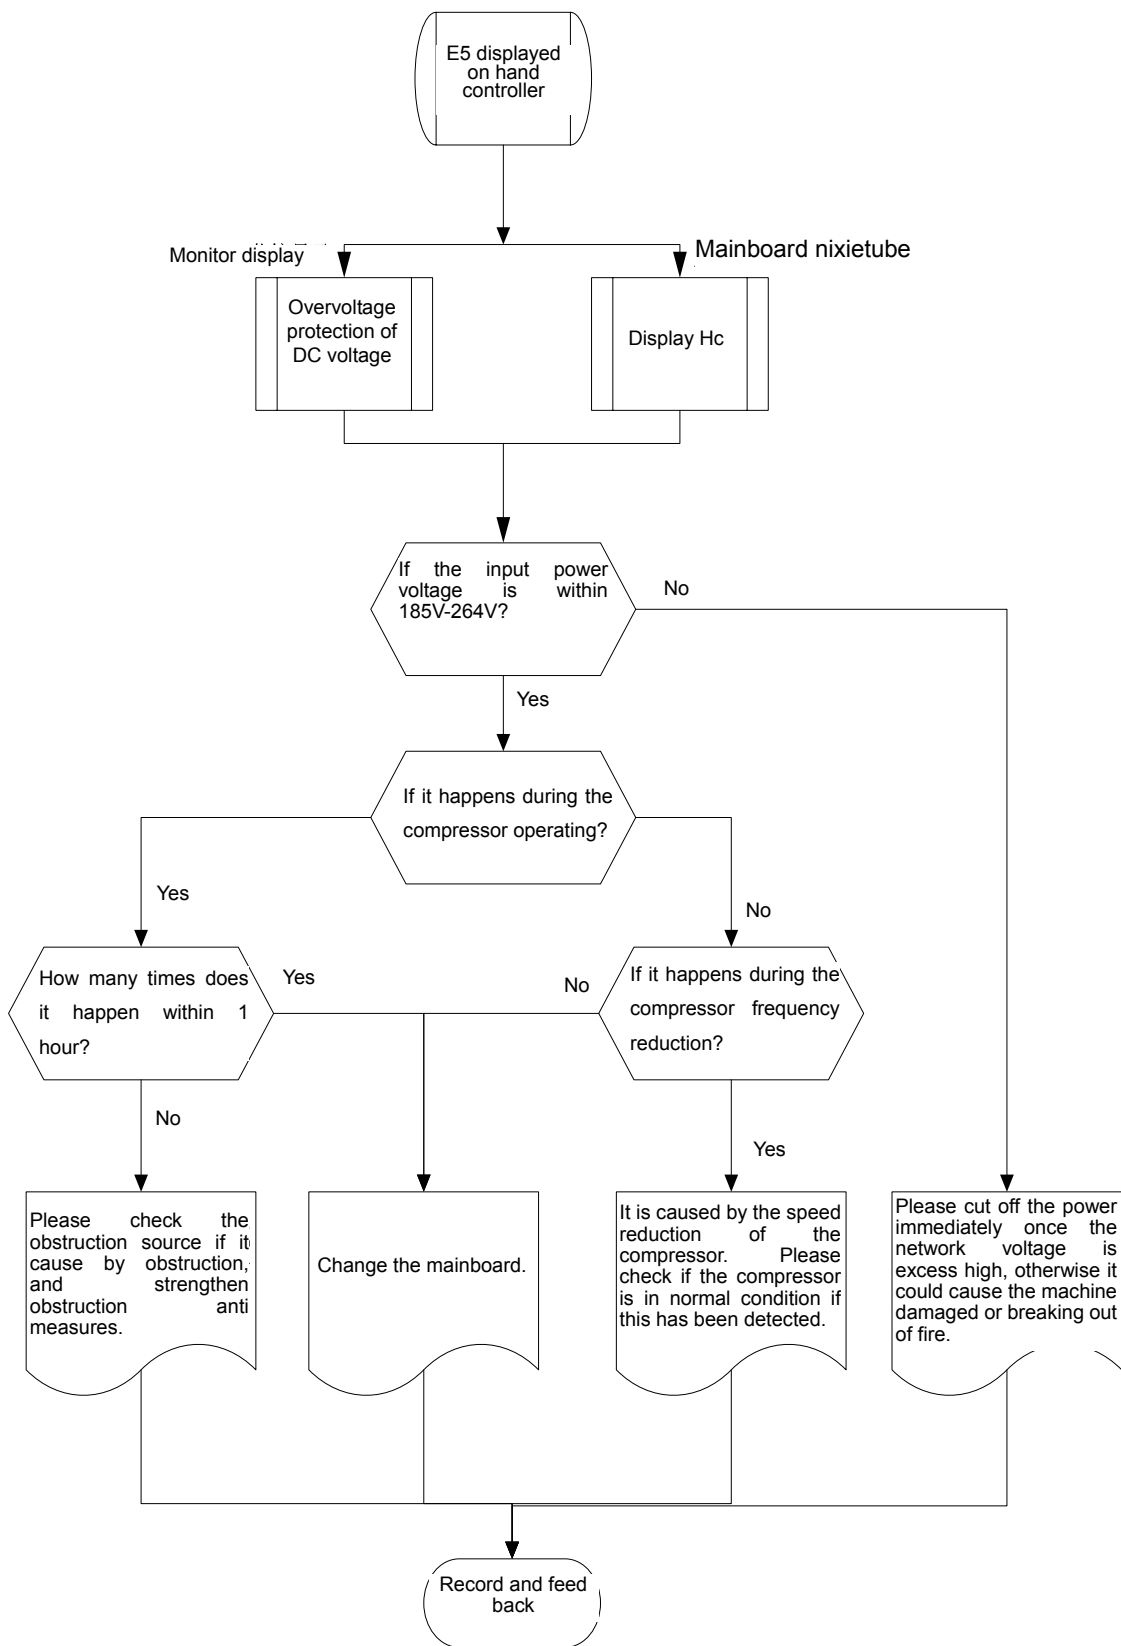 E5 displayed
on hand
controller
Monitor display
Mainboard nixietube
Overvoltage
protection of
DC voltage
Display Hc
If the input power
voltage is within
185V-264V?
No
Yes
If it happens during the
compressor operating?
Yes
No
How many times does
it happen within 1
hour?
Yes
No
If it happens during the
compressor frequency
reduction?
No
Yes
Please check the
obstruction source if it
cause by obstruction,
and strengthen
obstruction anti
measures.
Change the mainboard.
It is caused by the speed
reduction of the
compressor. Please
check if the compressor
is in normal condition if
this has been detected.
Please cut off the power
immediately once the
network voltage is
excess high, otherwise it
could cause the machine
damaged or breaking out
of fire.
Record and feed
back